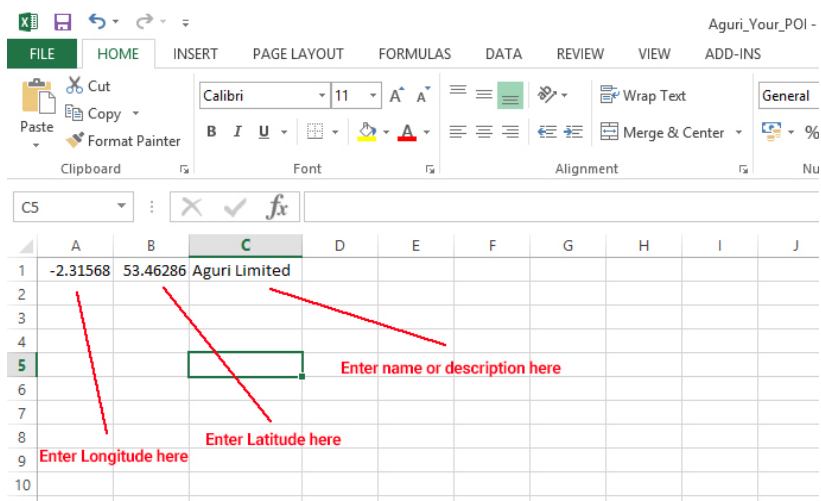 Aguri_Your_POI -
FILE HOME INSERT PAGE LAYOUT FORMULAS DATA REVIEW VIEW ADD-INS
Cut
Copy
Paste
Format Painter
Calibri 11 A A
Wrap Text
General
B I U A
Merge & Center
%
Clipboard Font Alignment Nu
C5 fx
A B C D E F G H I J
1 -2.31568 53.46286 Aguri Limited
2
3
4
5 Enter name or description here
6
7
8 Enter Latitude here
9 Enter Longitude here
10